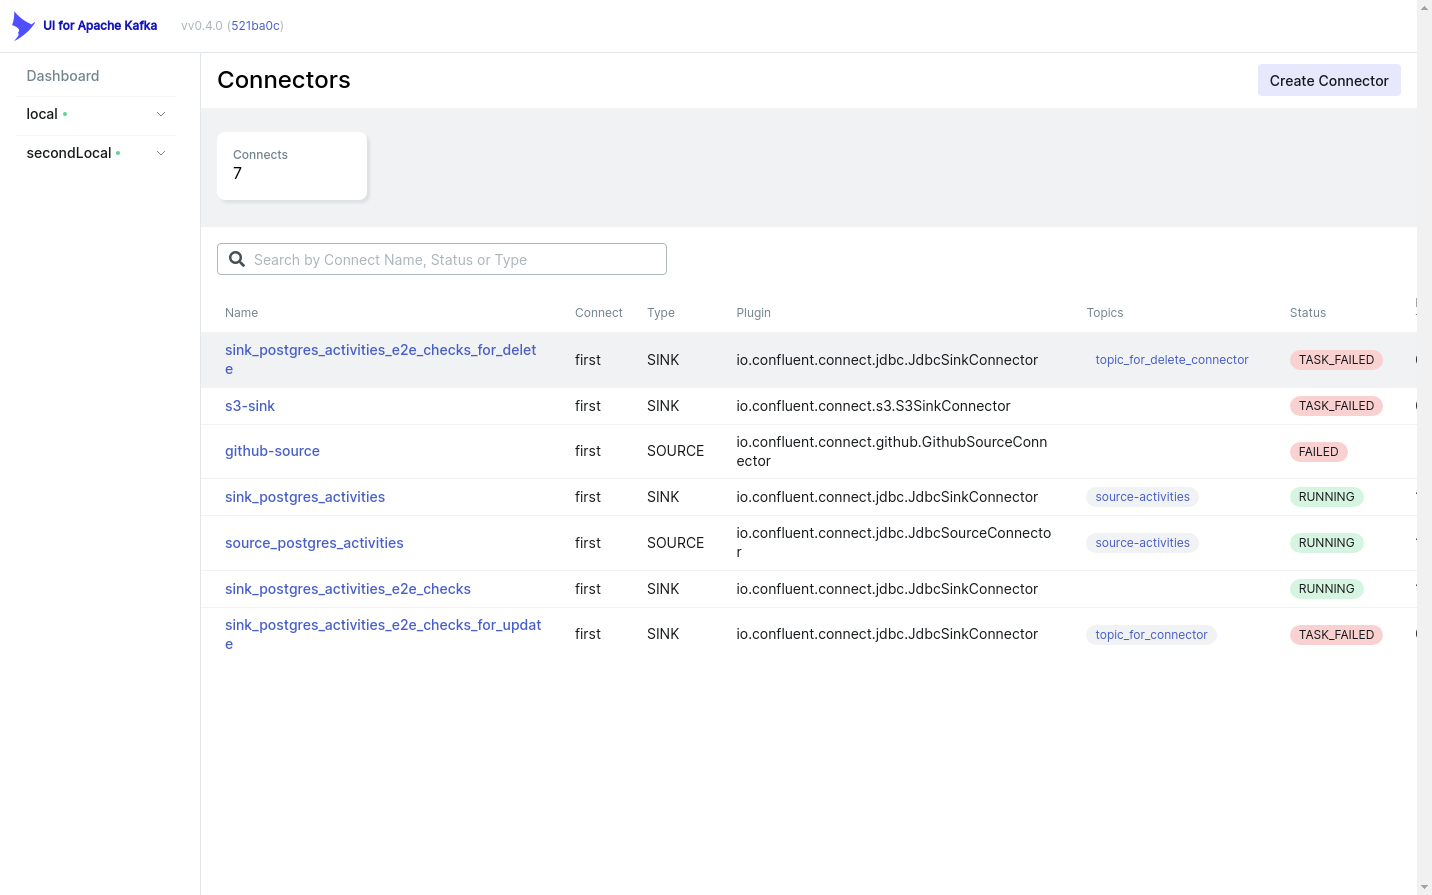 UI for Apache Kafka vv0.4.0 (521ba0c)
Dashboard
local
secondLocal
Connectors
Create Connector
Connects
7
Search by Connect Name, Status or Type
Name Connect Type Plugin Topics Status
sink_postgres_activities_e2e_checks_for_delet
e
first SINK io.confluent.connect.jdbc.JdbcSinkConnector topic_for_delete_connector TASK_FAILED
s3-sink first SINK io.confluent.connect.s3.S3SinkConnector TASK_FAILED
github-source first SOURCE
io.confluent.connect.github.GithubSourceConn
ector
FAILED
sink_postgres_activities first SINK io.confluent.connect.jdbc.JdbcSinkConnector source-activities RUNNING
source_postgres_activities first SOURCE
io.confluent.connect.jdbc.JdbcSourceConnecto
r
source-activities RUNNING
sink_postgres_activities_e2e_checks first SINK io.confluent.connect.jdbc.JdbcSinkConnector RUNNING
sink_postgres_activities_e2e_checks_for_updat
e
first SINK io.confluent.connect.jdbc.JdbcSinkConnector topic_for_connector TASK_FAILED